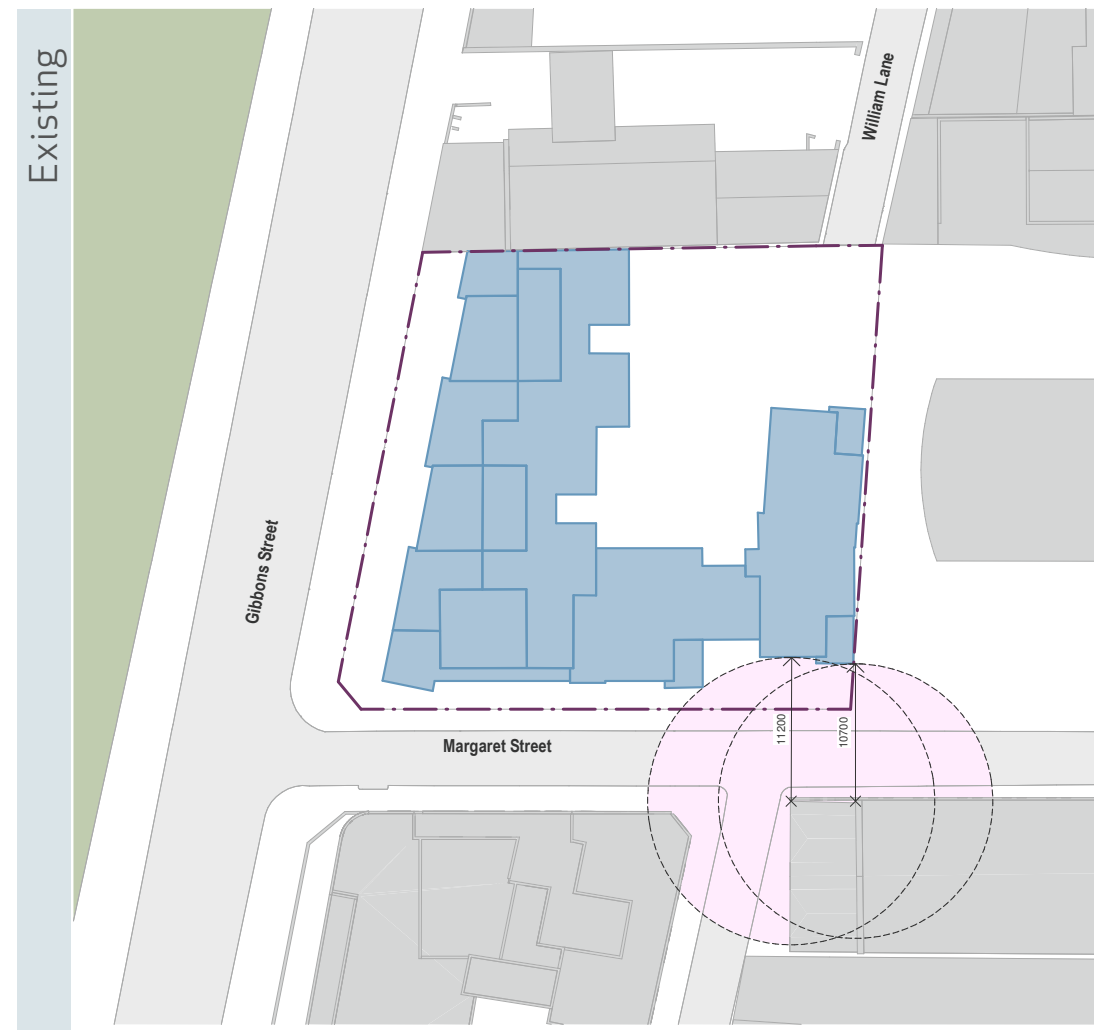 Existing
William Lane
Gibbons Street
Margaret Street
11200
10700